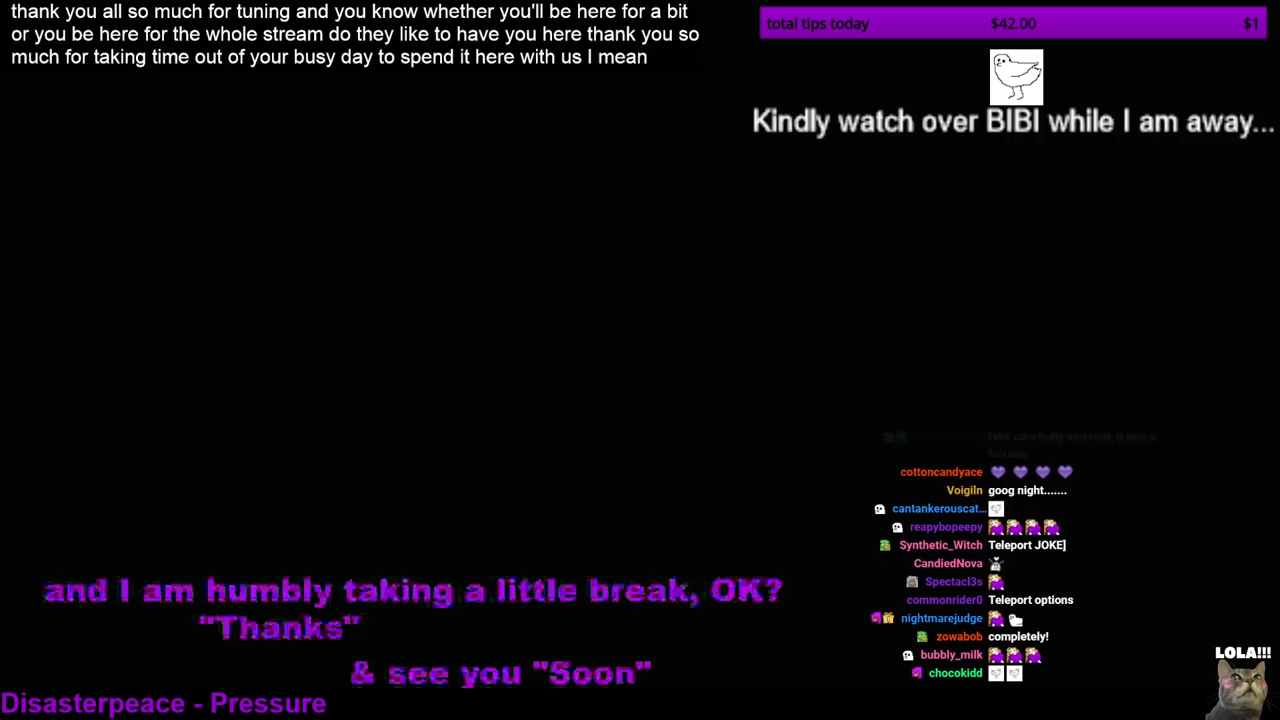 thank you all so much for tuning and you know whether you'll be here for a bit
or you be here for the whole stream do they like to have you here thank you so
much for taking time out of your busy day to spend it here with us I mean
total tips today $42.00 $1
Kindly watch over BIBI while I am away...
cottoncandyace
Voigiln goog night.......
cantankerouscat...
reapybopeepy
Synthetic_Witch Teleport JOKE]
CandiedNova
Spectacl3s
commonrider0 Teleport options
nightmarejudge
zowabob completely!
bubbly_milk
chocokidd
and I am humbly taking a little break, OK?
"Thanks"
& see you "Soon"
LOLA!!!
Disasterpeace - Pressure